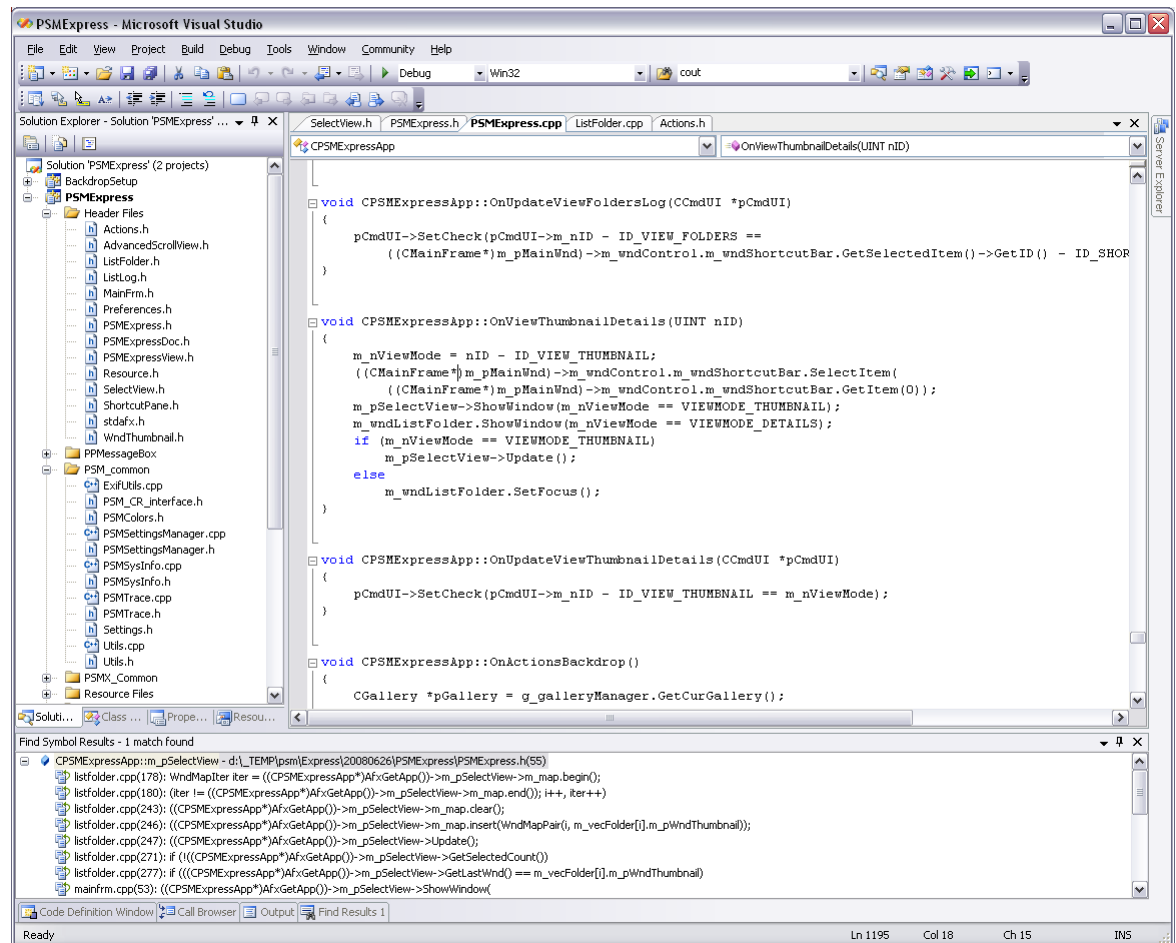 PSMExpress - Microsoft Visual Studio
File Edit View Project Build Debug Tools Window Community Help
Debug Win32 cout
Solution Explorer - Solution 'PSMExpress' ...
SelectView.h PSMExpress.h PSMExpress.cpp ListFolder.cpp Actions.h
CPSMExpressApp OnViewThumbnailDetails(UINT nID)
Server Explorer
Solution 'PSMExpress' (2 projects)
BackdropSetup
PSMExpress
Header Files
Actions.h
AdvancedScrollView.h
ListFolder.h
ListLog.h
MainFrm.h
Preferences.h
PSMExpress.h
PSMExpressDoc.h
PSMExpressView.h
Resource.h
SelectView.h
ShortcutPane.h
stdafx.h
WndThumbnail.h
PPMessageBox
PSM_common
ExifUtils.cpp
PSM_CR_interface.h
PSMColors.h
PSMSettingsManager.cpp
PSMSettingsManager.h
PSMSysInfo.cpp
PSMSysInfo.h
PSMTrace.cpp
PSMTrace.h
Settings.h
Utils.cpp
Utils.h
PSMX_Common
Resource Files
Soluti... Class ... Prope... Resou...
void CPSMExpressApp::OnUpdateViewFoldersLog(CCmdUI *pCmdUI)
{
pCmdUI->SetCheck(pCmdUI->m_nID - ID_VIEW_FOLDERS ==
((CMainFrame*)m_pMainWnd)->m_wndControl.m_wndShortcutBar.GetSelectedItem()->GetID() - ID_SHOR
}
void CPSMExpressApp::OnViewThumbnailDetails(UINT nID)
{
m_nViewMode = nID - ID_VIEW_THUMBNAIL;
((CMainFrame*)m_pMainWnd)->m_wndControl.m_wndShortcutBar.SelectItem(
((CMainFrame*)m_pMainWnd)->m_wndControl.m_wndShortcutBar.GetItem(0));
m_pSelectView->ShowWindow(m_nViewMode == VIEWMODE_THUMBNAIL);
m_wndListFolder.ShowWindow(m_nViewMode == VIEWMODE_DETAILS);
if (m_nViewMode == VIEWMODE_THUMBNAIL)
m_pSelectView->Update();
else
m_wndListFolder.SetFocus();
}
void CPSMExpressApp::OnUpdateViewThumbnailDetails(CCmdUI *pCmdUI)
{
pCmdUI->SetCheck(pCmdUI->m_nID - ID_VIEW_THUMBNAIL == m_nViewMode);
}
void CPSMExpressApp::OnActionsBackdrop()
{
CGallery *pGallery = g_galleryManager.GetCurGallery();
Find Symbol Results - 1 match found
CPSMExpressApp::m_pSelectView - d:\_TEMP\psm\Express\20080626\PSMExpress\PSMExpress.h(55)
listfolder.cpp(178): WndMapIter iter = ((CPSMExpressApp*)AfxGetApp())->m_pSelectView->m_map.begin();
listfolder.cpp(180): (iter != ((CPSMExpressApp*)AfxGetApp())->m_pSelectView->m_map.end()); i++, iter++)
listfolder.cpp(243): ((CPSMExpressApp*)AfxGetApp())->m_pSelectView->m_map.clear();
listfolder.cpp(246): ((CPSMExpressApp*)AfxGetApp())->m_pSelectView->m_map.insert(WndMapPair(i, m_vecFolder[i].m_pWndThumbnail));
listfolder.cpp(247): ((CPSMExpressApp*)AfxGetApp())->m_pSelectView->Update();
listfolder.cpp(271): if (!((CPSMExpressApp*)AfxGetApp())->m_pSelectView->GetSelectedCount())
listfolder.cpp(277): if (((CPSMExpressApp*)AfxGetApp())->m_pSelectView->GetLastWnd() == m_vecFolder[i].m_pWndThumbnail)
mainfrm.cpp(53): ((CPSMExpressApp*)AfxGetApp())->m_pSelectView->ShowWindow(
Code Definition Window Call Browser Output Find Results 1
Ready Ln 1195 Col 18 Ch 15 INS